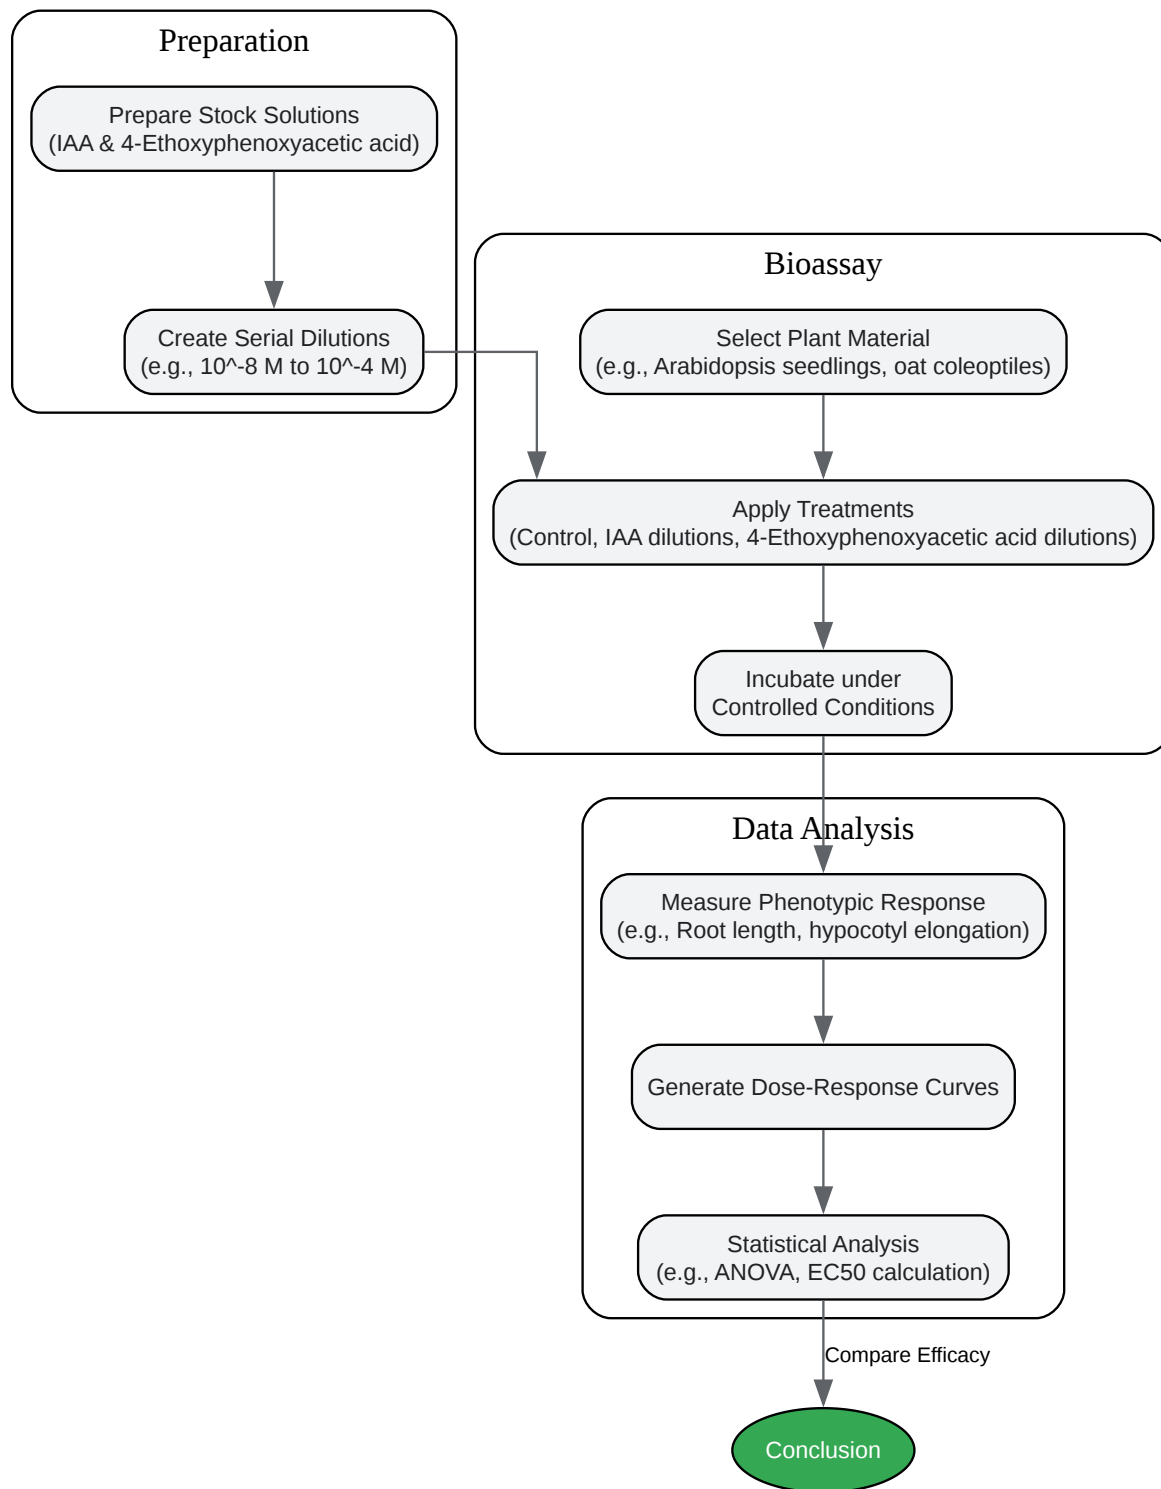 Preparation
Prepare Stock Solutions
(IAA & 4-Ethoxyphenoxyacetic acid)
Create Serial Dilutions
(e.g., 10^-8 M to 10^-4 M)
Bioassay
Select Plant Material
(e.g., Arabidopsis seedlings, oat coleoptiles)
Apply Treatments
(Control, IAA dilutions, 4-Ethoxyphenoxyacetic acid dilutions)
Incubate under
Controlled Conditions
Data Analysis
Measure Phenotypic Response
(e.g., Root length, hypocotyl elongation)
Generate Dose-Response Curves
Statistical Analysis
(e.g., ANOVA, EC50 calculation)
Compare Efficacy
Conclusion